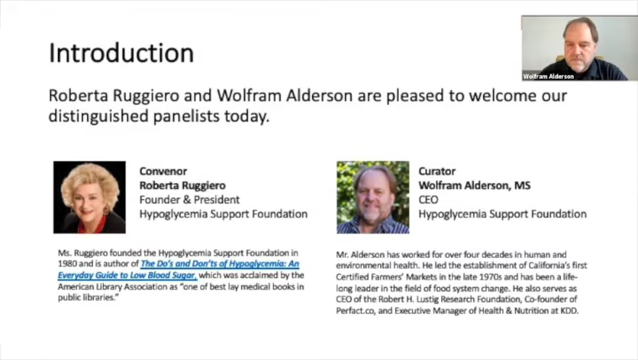 Introduction
Wolfram Alderson
Roberta Ruggiero and Wolfram Alderson are pleased to welcome our
distinguished panelists today.
Convenor
Roberta Ruggiero
Founder & President
Hypoglycemia Support Foundation
Ms. Ruggiero founded the Hypoglycemia Support Foundation in
1980 and is author of The Do's and Don'ts of Hypoglycemia: An
Everyday Guide to Low Blood Sugar, which was acclaimed by the
American Library Association as "one of best lay medical books in
public libraries."
Curator
Wolfram Alderson, MS
CEO
Hypoglycemia Support Foundation
Mr. Alderson has worked for over four decades in human and
environmental health. He led the establishment of California's first
Certified Farmers' Markets in the late 1970s and has been a life-
long leader in the field of food system change. He also serves as
CEO of the Robert H. Lustig Research Foundation, Co-founder of
Perfact.co, and Executive Manager of Health & Nutrition at KDD.